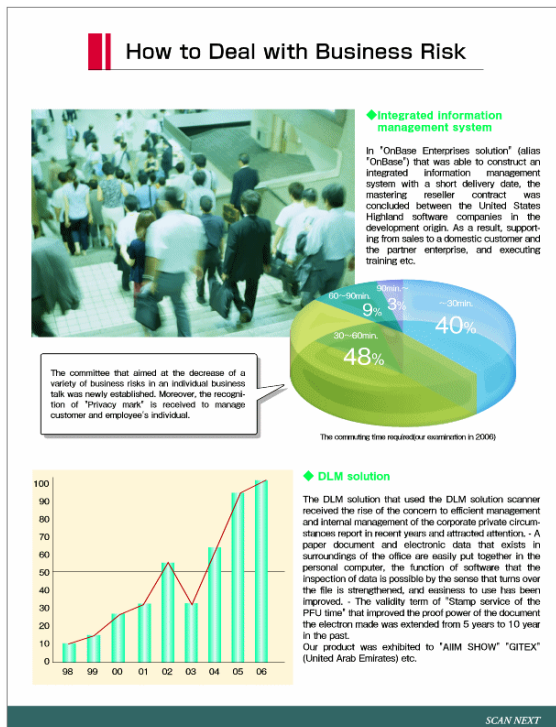 How to Deal with Business Risk
◆Integrated information
management system
In "OnBase Enterprises solution" (alias
"OnBase") that was able to construct an
integrated information management
system with a short delivery date, the
mastering reseller contract was
concluded between the United States
Highland software companies in the
development origin. As a result, support-
ing from sales to a domestic customer and
the partner enterprise, and executing
training etc.
60～90min.
9%
90min.～
3%
～30min.
40%
30～60min.
48%
The commuting time required(our examination in 2006)
The committee that aimed at the decrease of a
variety of business risks in an individual business
talk was newly established. Moreover, the recogni-
tion of "Privacy mark" is received to manage
customer and employee's individual.
100
90
80
70
60
50
40
30
20
10
0
98 99 00 01 02 03 04 05 06
◆ DLM solution
The DLM solution that used the DLM solution scanner
received the rise of the concern to efficient management
and internal management of the corporate private circum-
stances report in recent years and attracted attention. - A
paper document and electronic data that exists in
surroundings of the office are easily put together in the
personal computer, the function of software that the
inspection of data is possible by the sense that turns over
the file is strengthened, and easiness to use has been
improved. - The validity term of "Stamp service of the
PFU time" that improved the proof power of the document
the electron made was extended from 5 years to 10 year
in the past.
Our product was exhibited to "AIIM SHOW" "GITEX"
(United Arab Emirates) etc.
SCAN NEXT